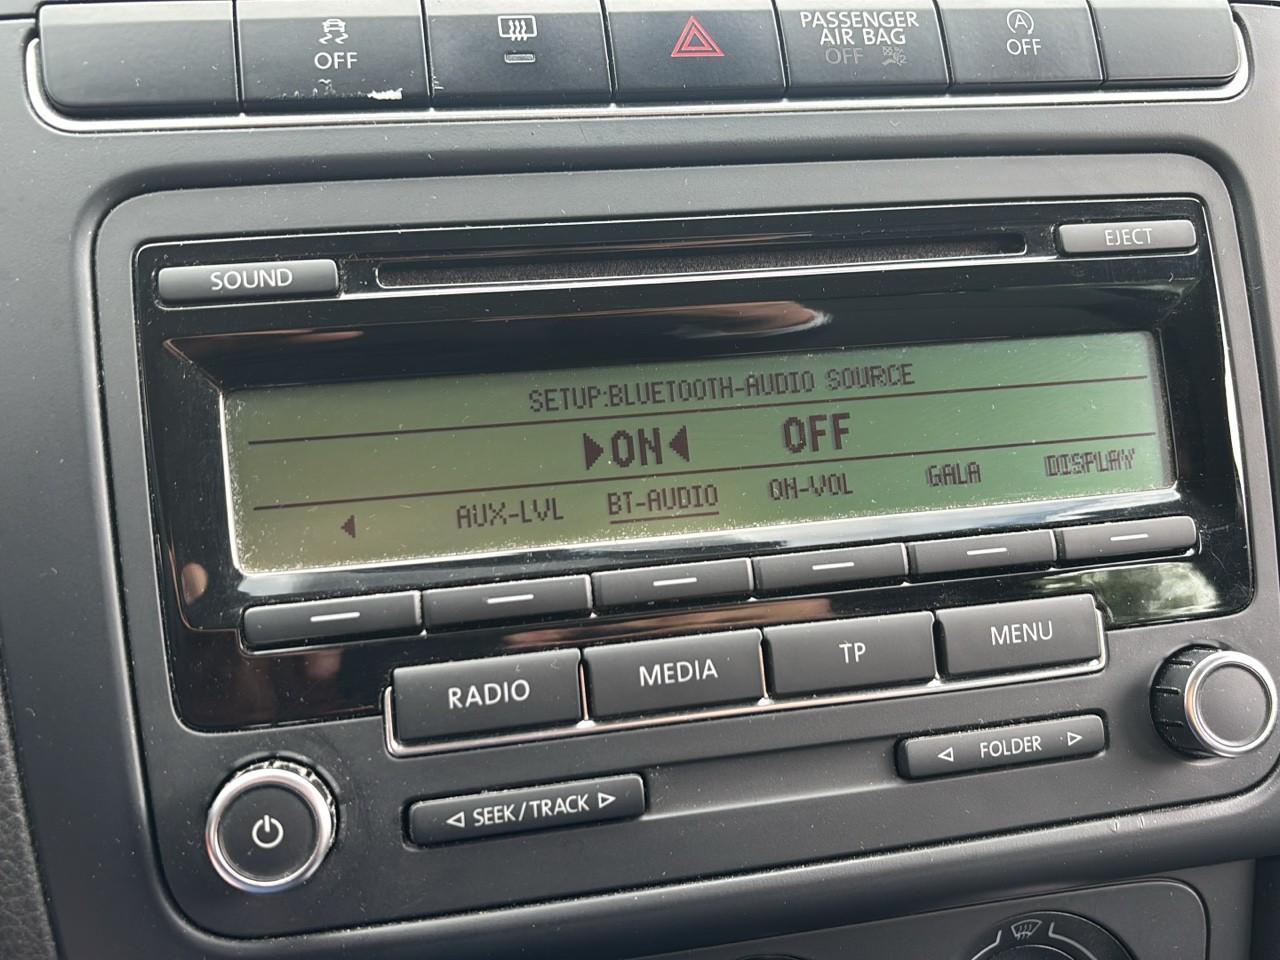 OFF
PASSENGER
AIR BAG
OFF
A
OFF
SOUND
EJECT
SETUP:BLUETOOTH-AUDIO SOURCE
ON OFF
AUX-LVL BT-AUDIO ON-VOL GALA DISPLAY
RADIO MEDIA TP MENU
SEEK/TRACK
FOLDER